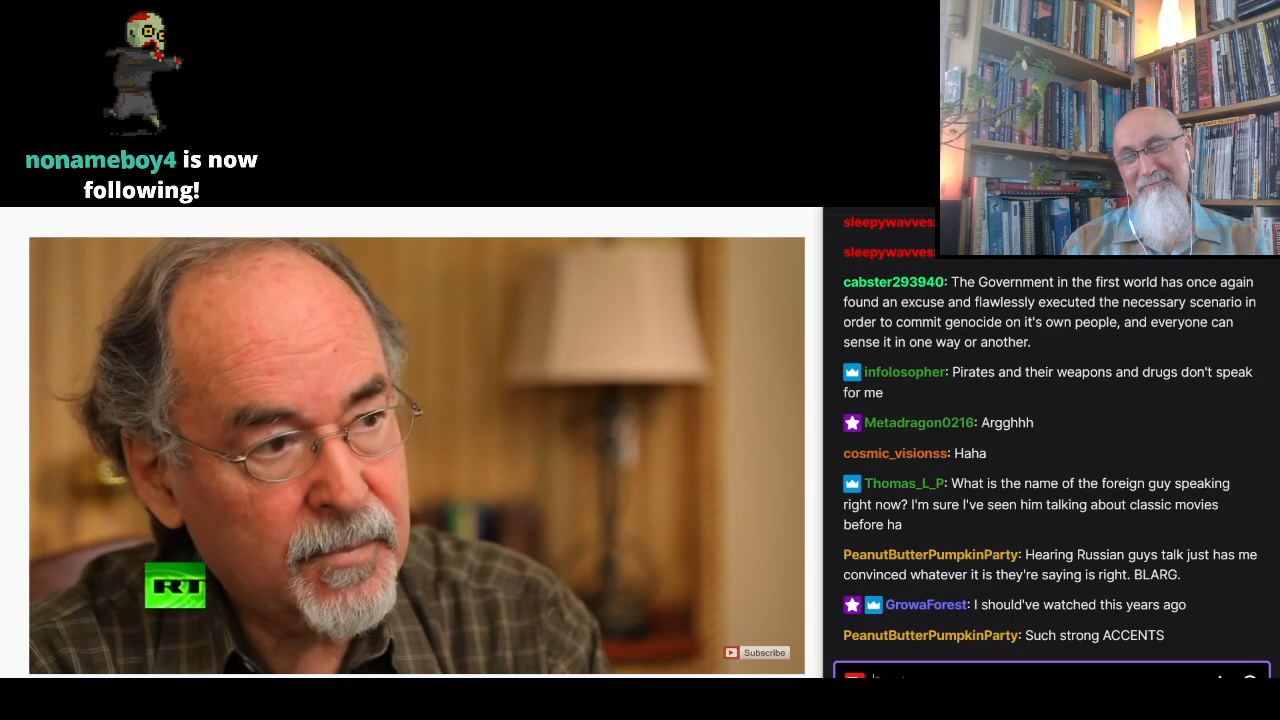 nonameboy4 is now
following!
sleepywavves
sleepywavves
cabster293940: The Government in the first world has once again
found an excuse and flawlessly executed the necessary scenario in
order to commit genocide on it's own people, and everyone can
sense it in one way or another.
infolosopher: Pirates and their weapons and drugs don't speak
for me
Metadragon0216: Argghhh
cosmic_visionss: Haha
Thomas_L_P: What is the name of the foreign guy speaking
right now? I'm sure I've seen him talking about classic movies
before ha
PeanutButterPumpkinParty: Hearing Russian guys talk just has me
convinced whatever it is they're saying is right. BLARG.
GrowaForest: I should've watched this years ago
PeanutButterPumpkinParty: Such strong ACCENTS
RT
Subscribe